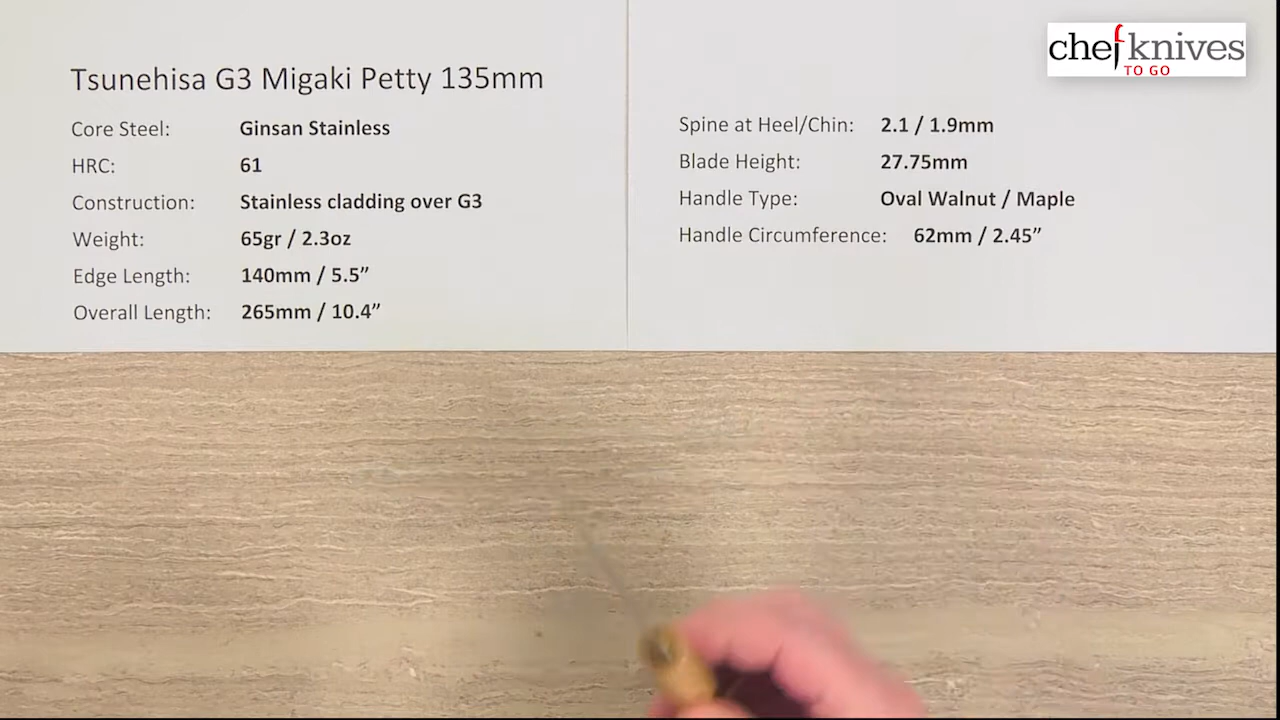 Tsunehisa G3 Migaki Petty 135mm
Core Steel: Ginsan Stainless
HRC: 61
Construction: Stainless cladding over G3
Weight: 65gr / 2.3oz
Edge Length: 140mm / 5.5”
Overall Length: 265mm / 10.4”
Spine at Heel/Chin: 2.1 / 1.9mm
Blade Height: 27.75mm
Handle Type: Oval Walnut / Maple
Handle Circumference: 62mm / 2.45”
chef knives
TO GO